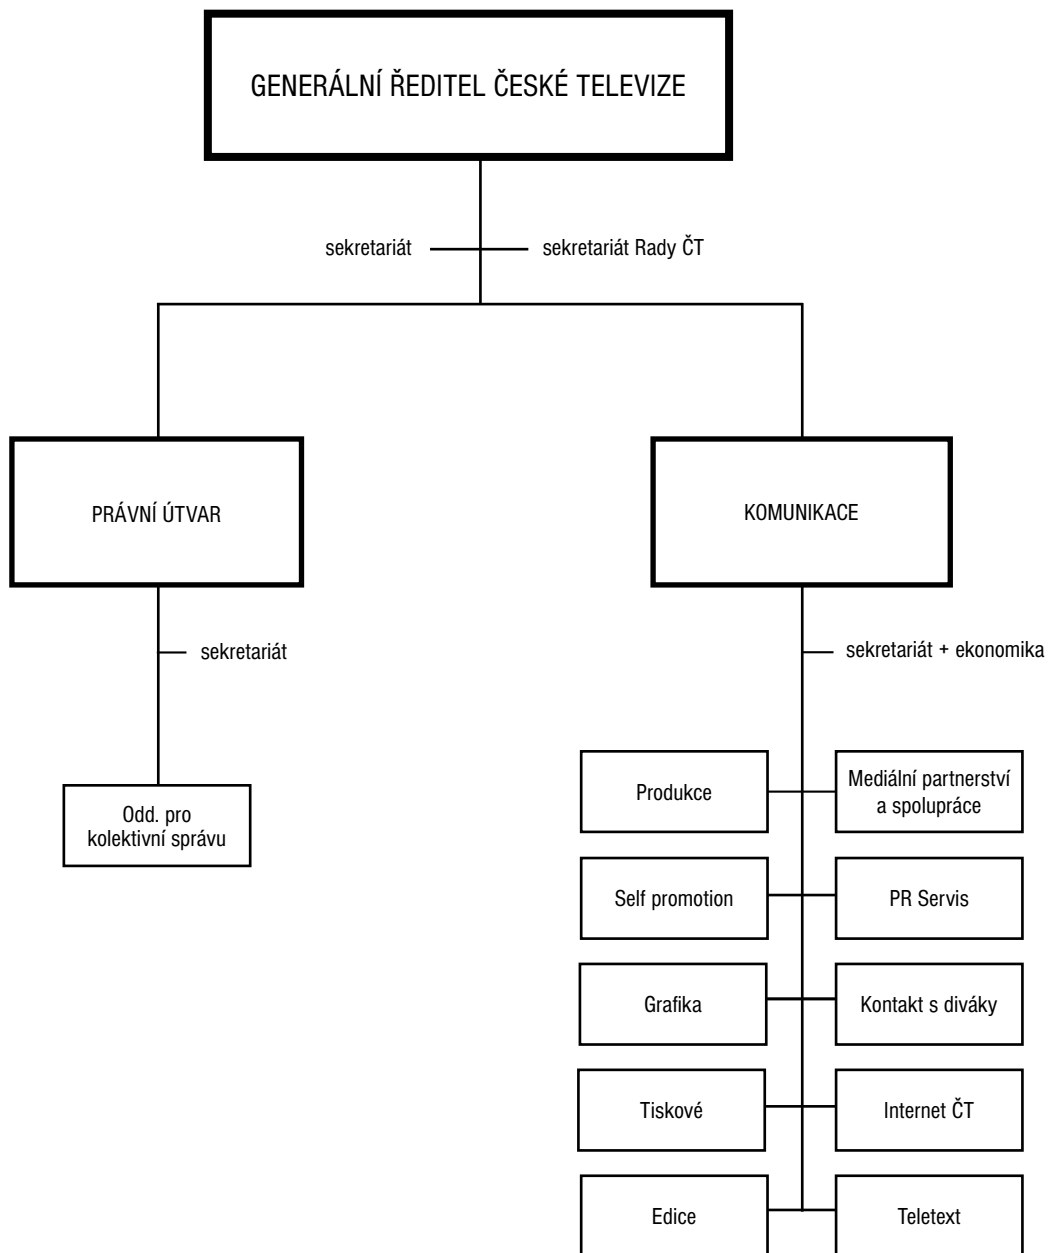 GENERÁLNÍ ŘEDITEL ČESKÉ TELEVIZE
sekretariát
sekretariát Rady ČT
PRÁVNÍ ÚTVAR
KOMUNIKACE
sekretariát
sekretariát + ekonomika
Odd. pro
kolektivní správu
Produkce
Mediální partnerství
a spolupráce
Self promotion
PR Servis
Grafika
Kontakt s diváky
Tiskové
Internet ČT
Edice
Teletext